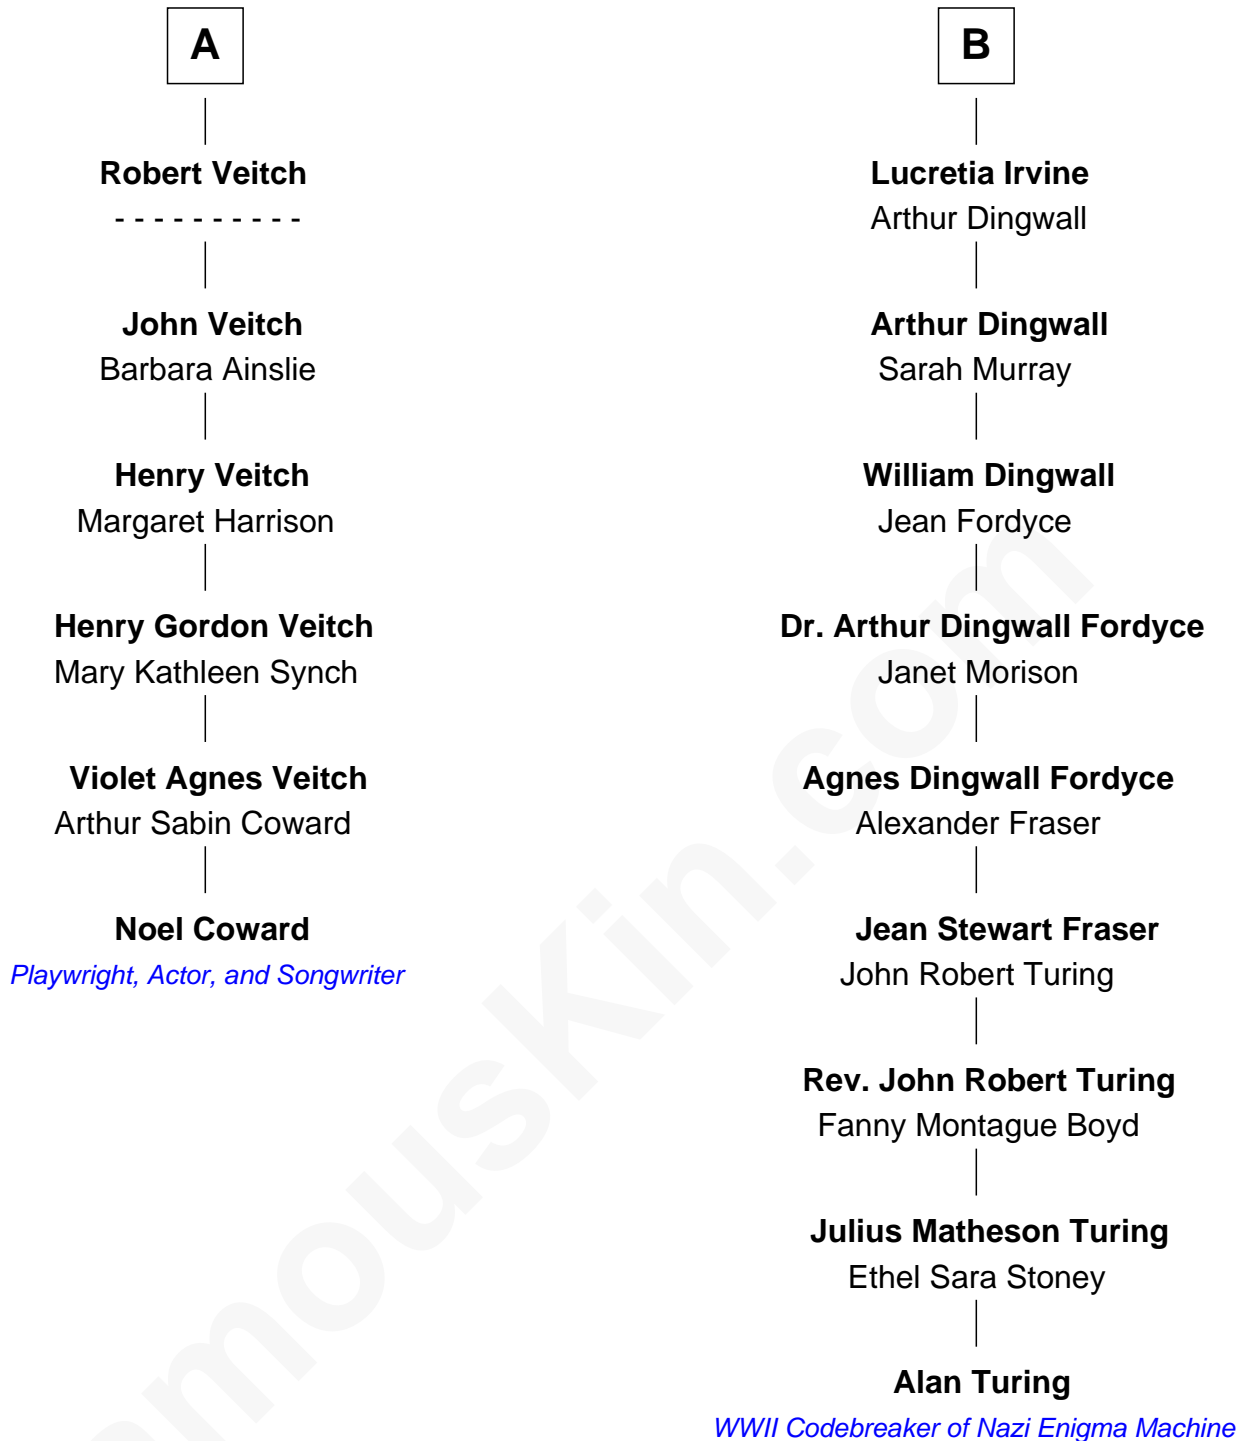 A
Robert Veitch
- - - - - - - - - -
John Veitch
Barbara Ainslie
Henry Veitch
Margaret Harrison
Henry Gordon Veitch
Mary Kathleen Synch
Violet Agnes Veitch
Arthur Sabin Coward
Noel Coward
Playwright, Actor, and Songwriter
B
Lucretia Irvine
Arthur Dingwall
Arthur Dingwall
Sarah Murray
William Dingwall
Jean Fordyce
Dr. Arthur Dingwall Fordyce
Janet Morison
Agnes Dingwall Fordyce
Alexander Fraser
Jean Stewart Fraser
John Robert Turing
Rev. John Robert Turing
Fanny Montague Boyd
Julius Matheson Turing
Ethel Sara Stoney
Alan Turing
WWII Codebreaker of Nazi Enigma Machine
amouskin.com